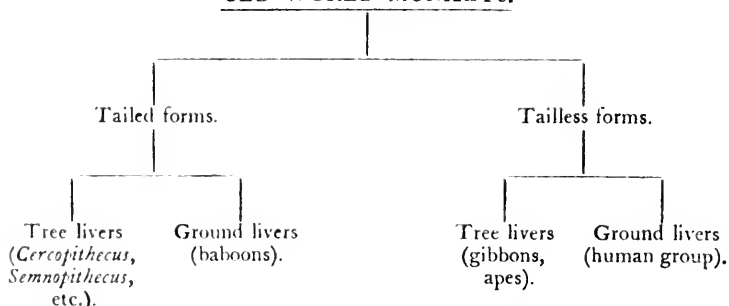 OLD WORLD MONKEYS.
Tailed forms.
Tailless forms.
Tree livers
(Cercopithecus,
Semnopithecus,
etc.).
Ground livers
(baboons).
Tree livers
(gibbons,
apes).
Ground livers
(human group).